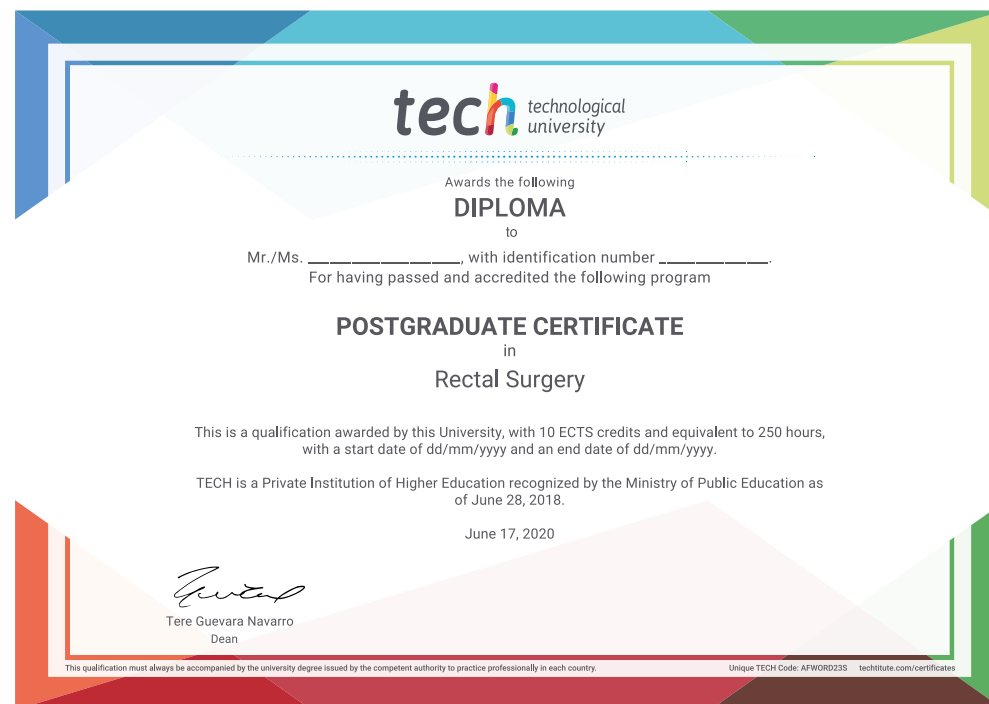 tech technological
university
Awards the following
DIPLOMA
to
Mr./Ms. ____________________, with identification number ______________.
For having passed and accredited the following program
POSTGRADUATE CERTIFICATE
in
Rectal Surgery
This is a qualification awarded by this University, with 10 ECTS credits and equivalent to 250 hours,
with a start date of dd/mm/yyyy and an end date of dd/mm/yyyy.
TECH is a Private Institution of Higher Education recognized by the Ministry of Public Education as
of June 28, 2018.
June 17, 2020
Tere Guevara Navarro
Dean
This qualification must always be accompanied by the university degree issued by the competent authority to practice professionally in each country.
Unique TECH Code: AFWORD23S techtitute.com/certificates